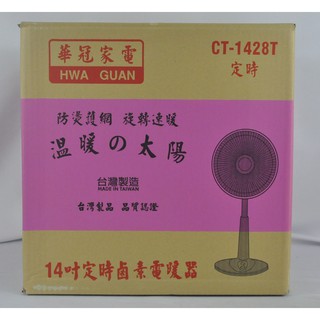 華冠家電
HWA GUAN
CT-1428T
定時
防燙護網 旋轉速暖
溫暖の太陽
台灣製造
MADE IN TAIWAN
台灣製品 品質認證
14吋定時鹵素電暖器